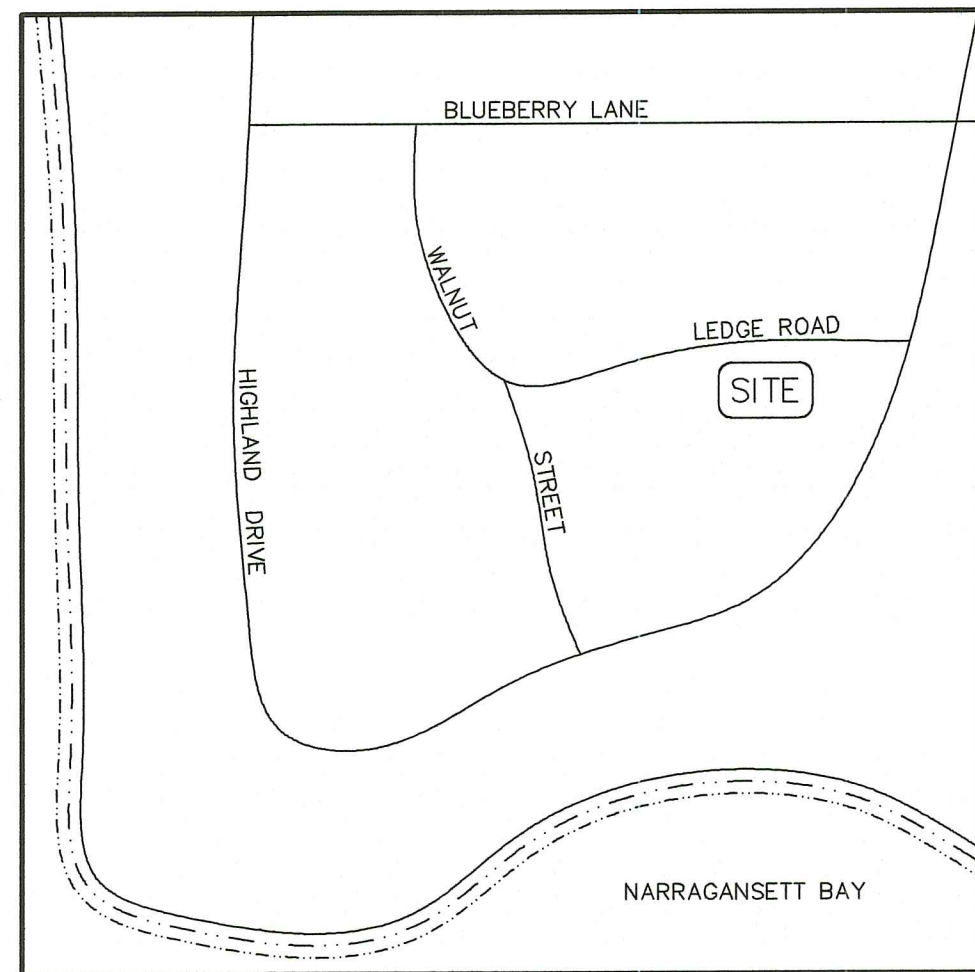 BLUEBERRY LANE
WALNUT
LEDGE ROAD
SITE
HIGHLAND DRIVE
STREET
NARRAGANSETT BAY